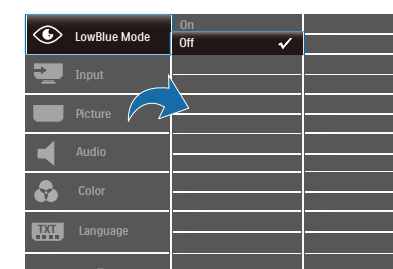 LowBlue Mode
On
Off
Input
Picture
Audio
Color
TXT
Language